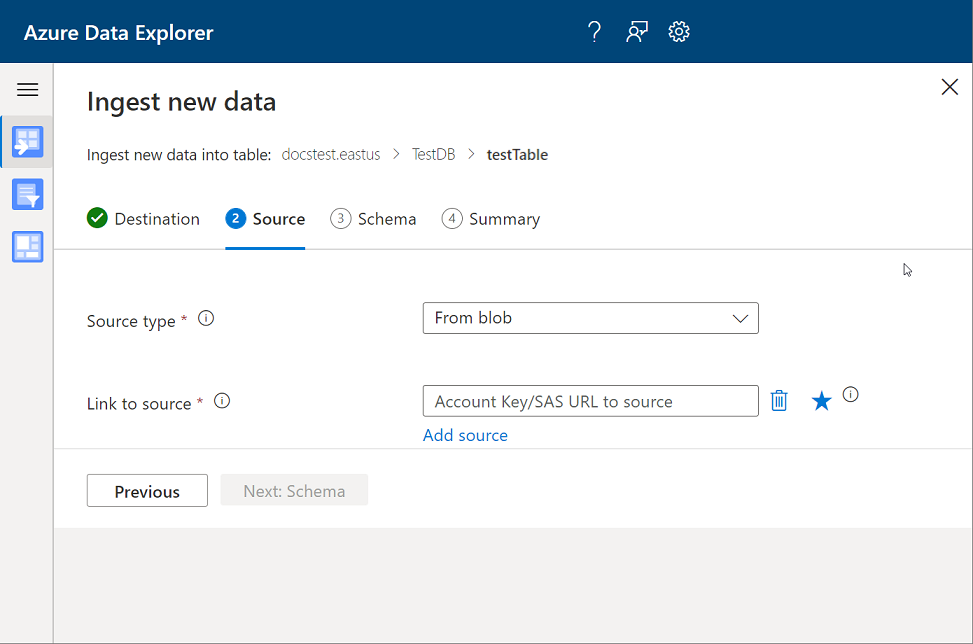 Azure Data Explorer
Ingest new data
Ingest new data into table: docstest.eastus > TestDB > testTable
Destination 2 Source 3 Schema 4 Summary
Source type * From blob
Link to source * Account Key/SAS URL to source
Add source
Previous Next: Schema